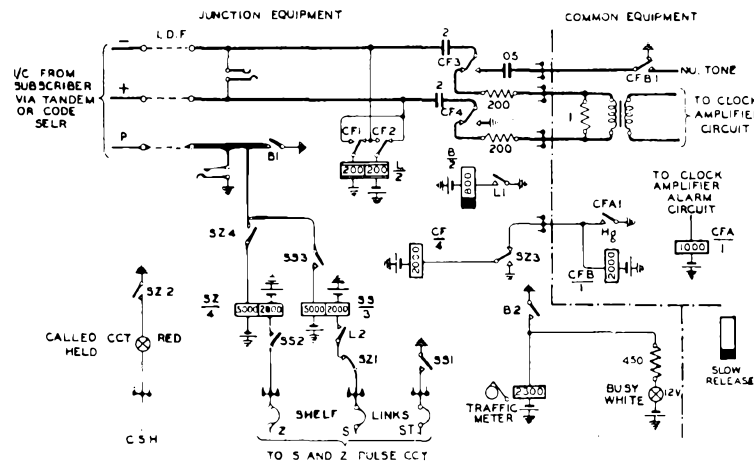 JUNCTION EQUIPMENT
COMMON EQUIPMENT
L.D.F
2
CF3
05
CFB1
NU. TONE
I/C FROM
SUBSCRIBER
VIA TANDEM
OR CODE
SELR
−
+
P
2
CF4
200
200
1
TO CLOCK
AMPLIFIER
CIRCUIT
CF1
CF2
200
200
L
2
B1
B
2
800
L1
TO CLOCK
AMPLIFIER
ALARM
CIRCUIT
CFA1
Hg
1000
CFA
1
SZ4
SS3
CF
4
2000
SZ3
CFB
1
2000
SZ2
SZ
4
5000
2000
5000
2000
SS
3
B2
CALLED
HELD
CCT
RED
SS2
L2
SZ1
SS1
450
SLOW
RELEASE
TRAFFIC
METER
2300
BUSY
WHITE
12V
CSH
SHELF
LINKS
Z
S
ST
TO S AND Z PULSE CCT